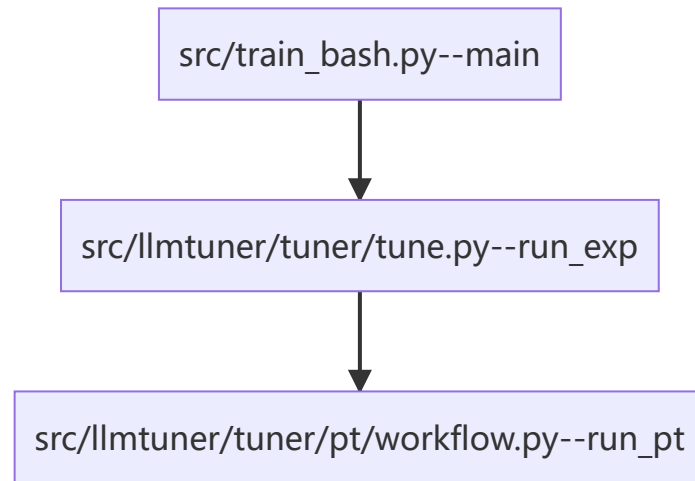 src/train_bash.py--main
src/llmtuner/tuner/tune.py--run_exp
src/llmtuner/tuner/pt/workflow.py--run_pt